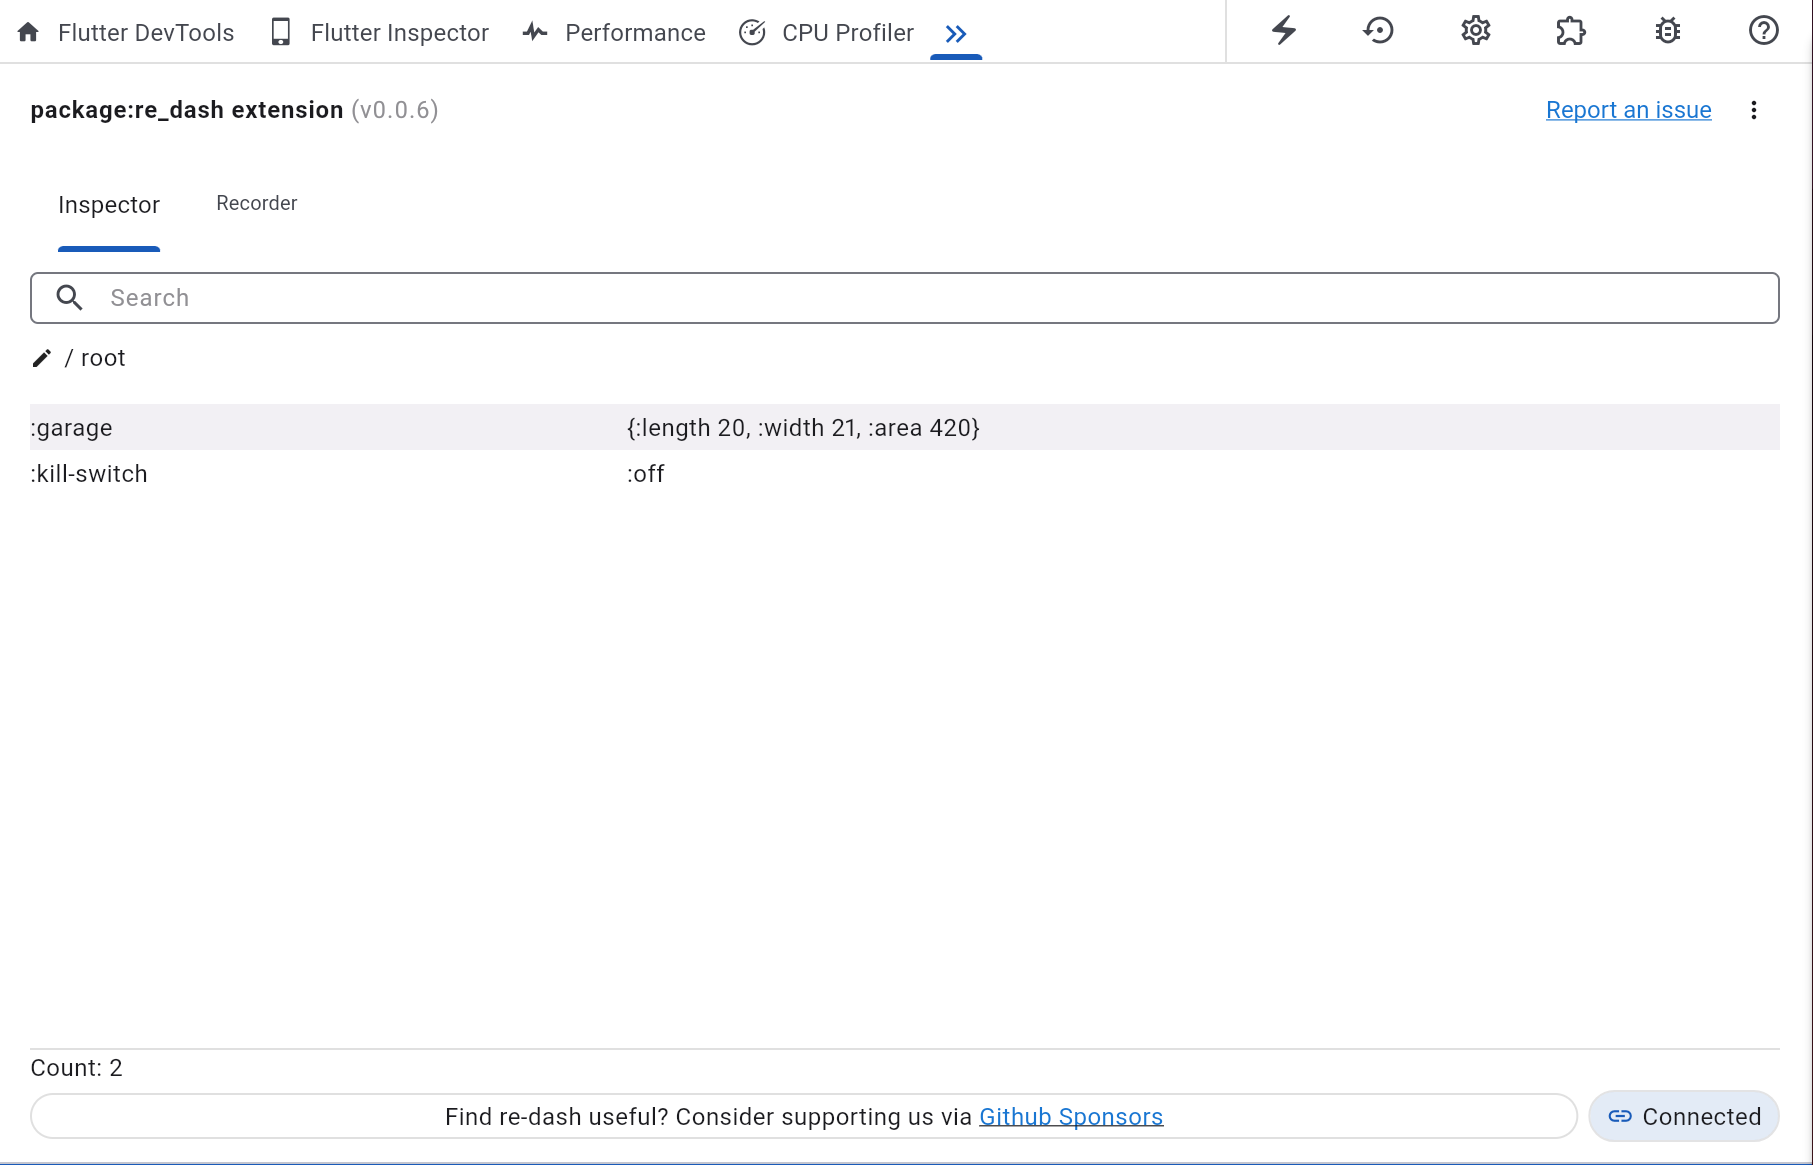 Flutter DevTools Flutter Inspector Performance CPU Profiler
package:re_dash extension (v0.0.6) Report an issue
Inspector Recorder
Search
/ root
:garage {:length 20, :width 21, :area 420}
:kill-switch :off
Count: 2
Find re-dash useful? Consider supporting us via Github Sponsors Connected